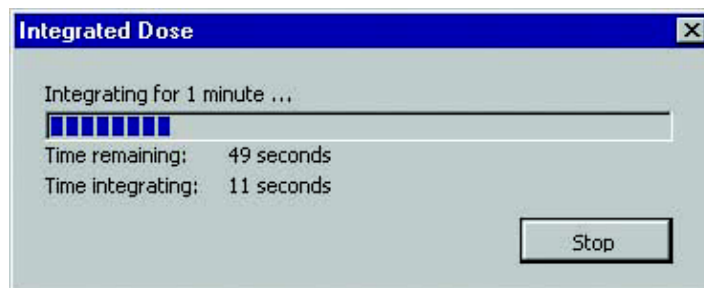 Integrated Dose
Integrating for 1 minute ...
Time remaining: 49 seconds
Time integrating: 11 seconds
Stop